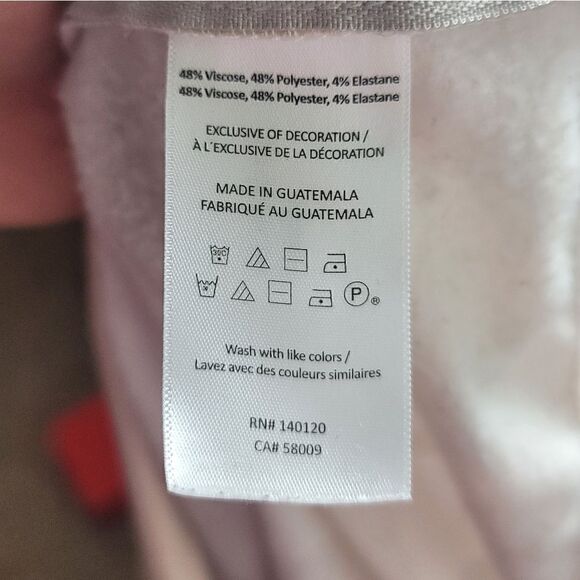 48% Viscose, 48% Polyester, 4% Elastane
48% Viscose, 48% Polyester, 4% Elastane
EXCLUSIVE OF DECORATION /
À L'EXCLUSIVE DE LA DÉCORATION
MADE IN GUATEMALA
FABRIQUÉ AU GUATEMALA
30C
P®
Wash with like colors /
Lavez avec des couleurs similaires
RN# 140120
CA# 58009